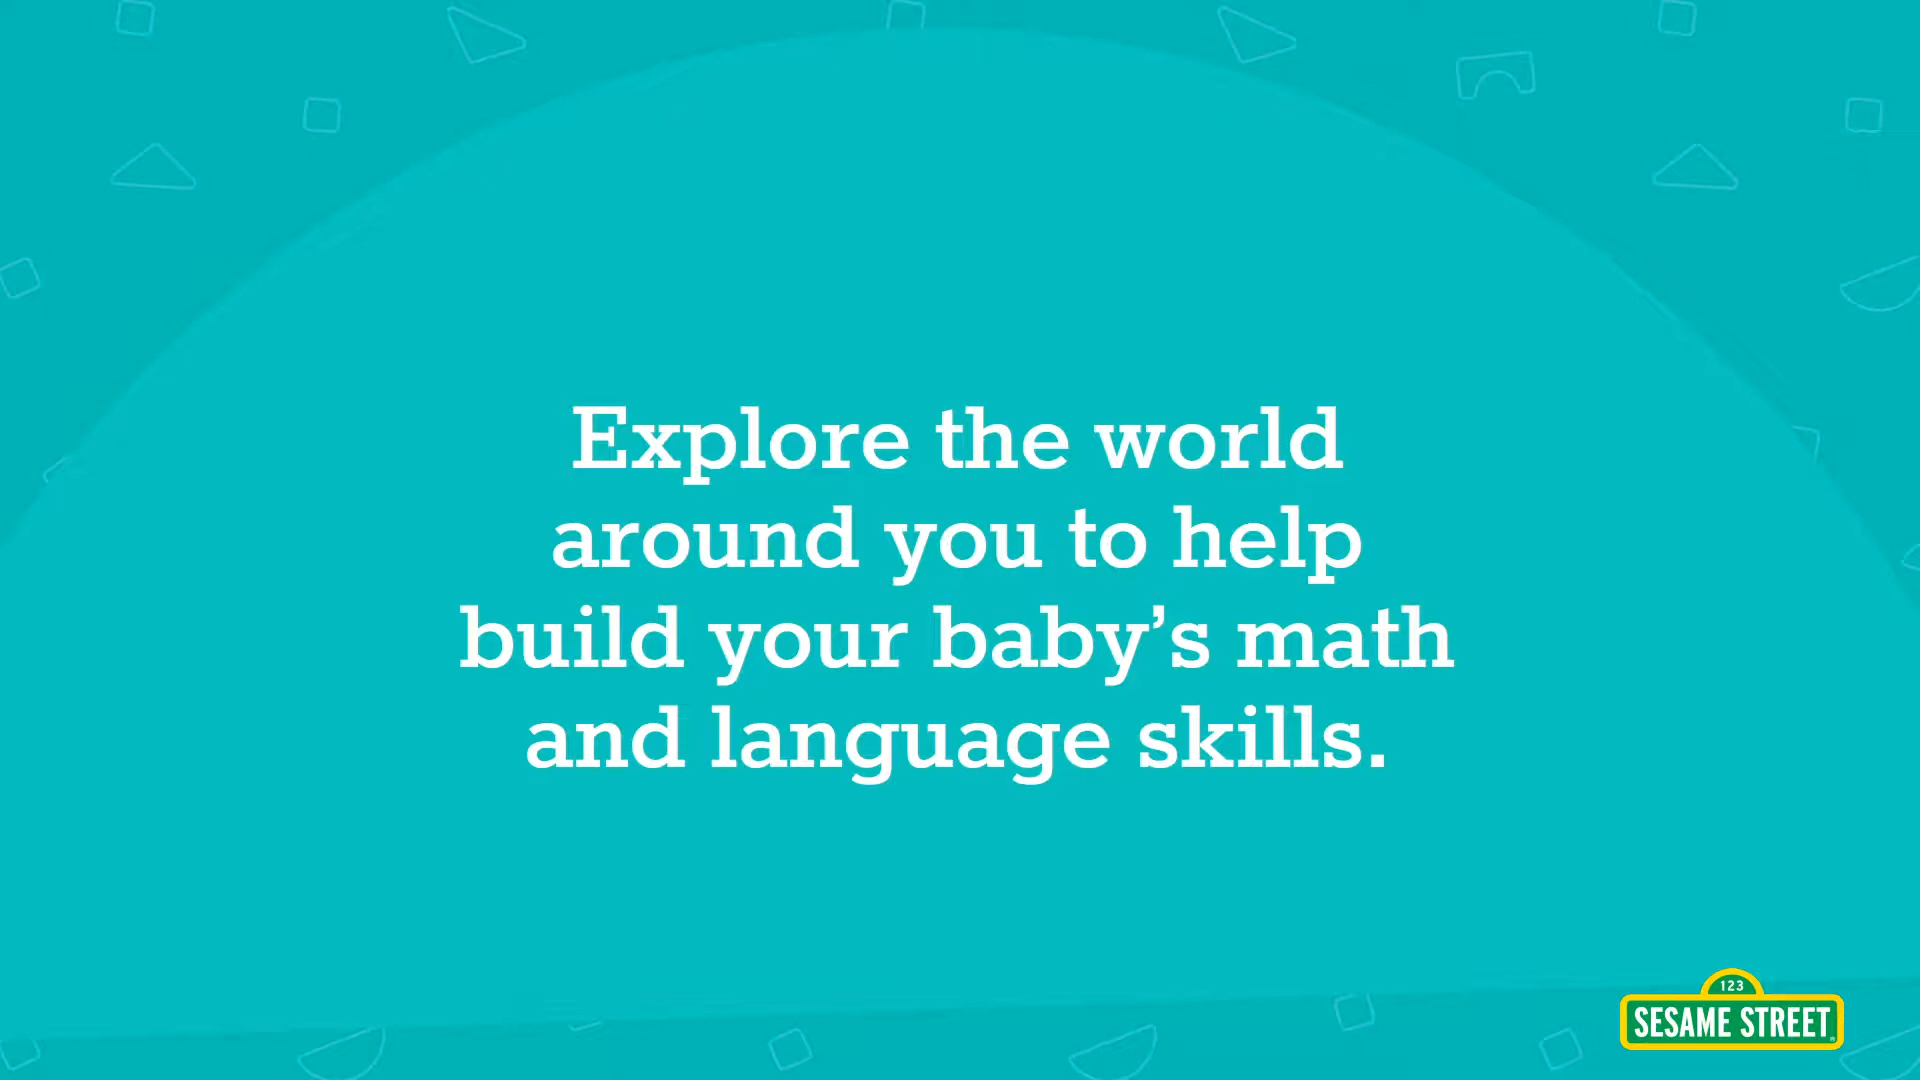 Explore the world
around you to help
build your baby’s math
and language skills.
123
SESAME STREET